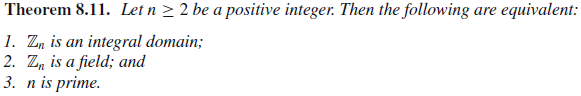 Theorem 8.11. Let n ≥ 2 be a positive integer. Then the following are equivalent:
1. ℤn is an integral domain;
2. ℤn is a field; and
3. n is prime.